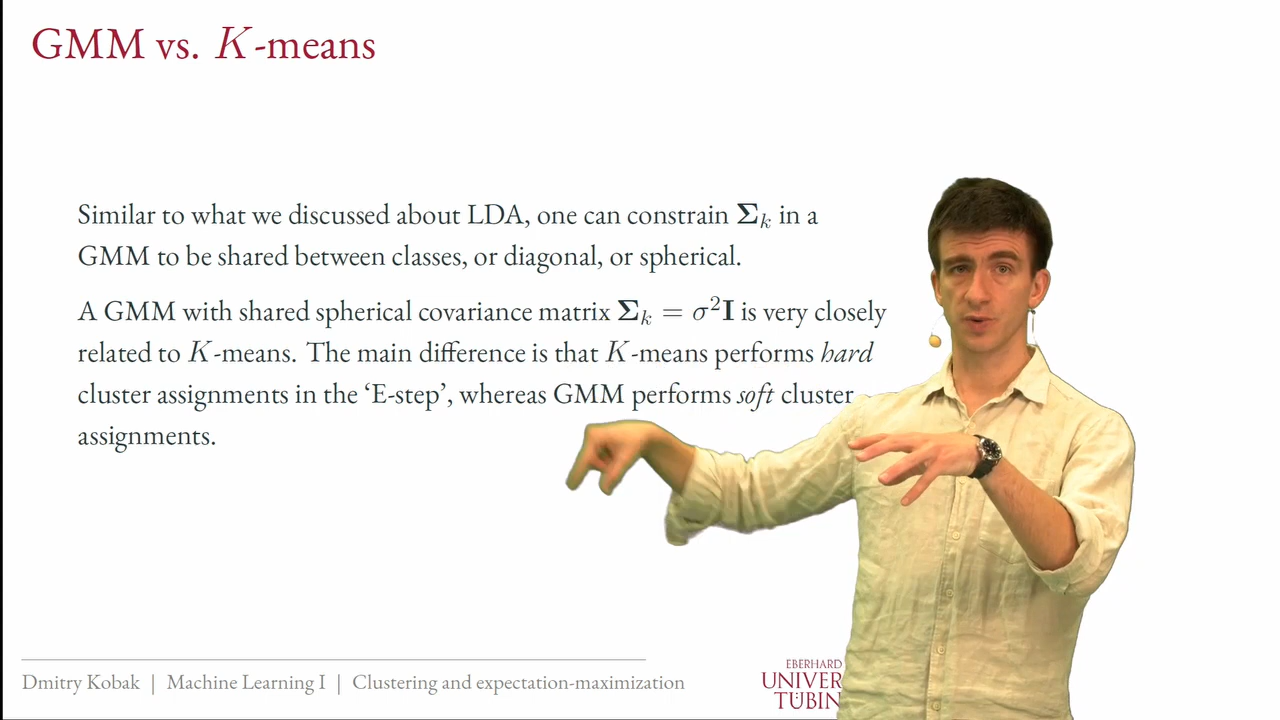 GMM vs. K-means
Similar to what we discussed about LDA, one can constrain Σₖ in a
GMM to be shared between classes, or diagonal, or spherical.
A GMM with shared spherical covariance matrix Σₖ = σ²I is very closely
related to K-means. The main difference is that K-means performs hard
cluster assignments in the ‘E-step’, whereas GMM performs soft cluster
assignments.
Dmitry Kobak | Machine Learning I | Clustering and expectation-maximization
EBERHARD